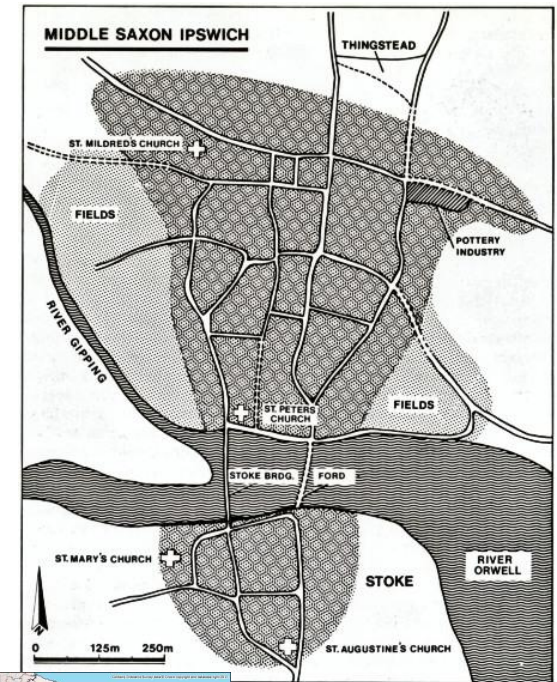 MIDDLE SAXON IPSWICH
THINGSTEAD
ST. MILDREDS CHURCH
FIELDS
POTTERY
INDUSTRY
RIVER GIPPING
ST. PETERS
CHURCH
FIELDS
STOKE BRDG.
FORD
ST. MARY'S CHURCH
STOKE
RIVER
ORWELL
N
0 125m 250m
ST. AUGUSTINE'S CHURCH